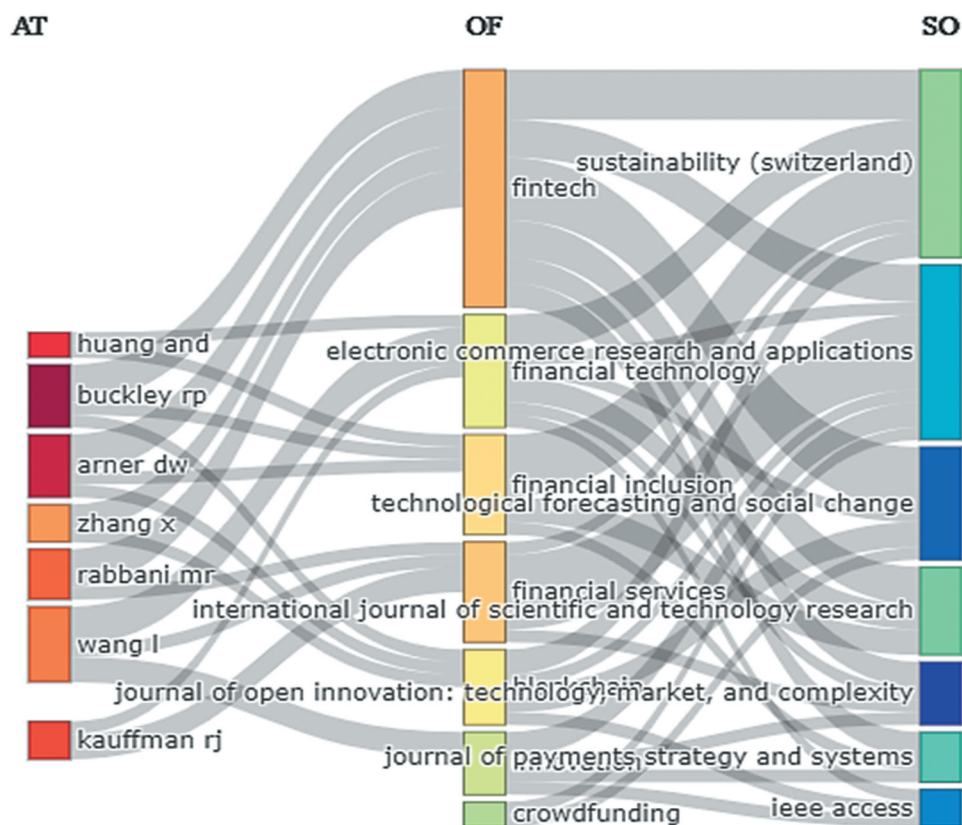 AT
OF
SO
sustainability (switzerland)
fintech
huang and
electronic commerce research and applications
financial technology
buckley rp
arner dw
financial inclusion
technological forecasting and social change
zhang x
rabbani mr
financial services
international journal of scientific and technology research
wang l
blockchain
journal of open innovation: technology, market, and complexity
kauffman rj
journal of payments strategy and systems
ieee access
crowdfunding